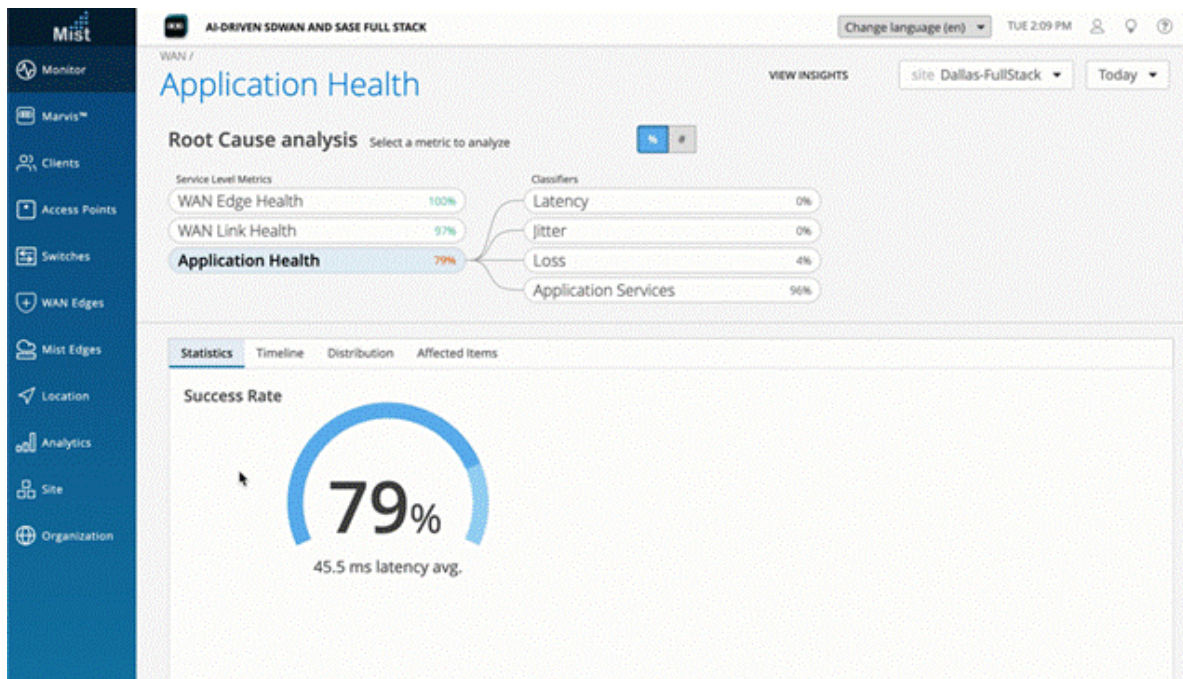 Mist
AI-DRIVEN SDWAN AND SASE FULL STACK
Change language (en)
TUE 2:09 PM
Monitor
Marvis™
Clients
Access Points
Switches
WAN Edges
Mist Edges
Location
Analytics
Site
Organization
WAN /
Application Health
VIEW INSIGHTS
site Dallas-FullStack
Today
Root Cause analysis Select a metric to analyze
% #
Service Level Metrics
WAN Edge Health 100%
WAN Link Health 97%
Application Health 79%
Classifiers
Latency 0%
Jitter 0%
Loss 4%
Application Services 96%
Statistics Timeline Distribution Affected Items
Success Rate
79%
45.5 ms latency avg.